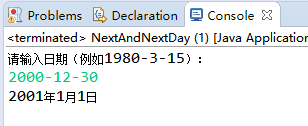 Problems Declaration Console
<terminated> NextAndNextDay (1) [Java Application
请输入日期（例如1980-3-15）：
2000-12-30
2001年1月1日